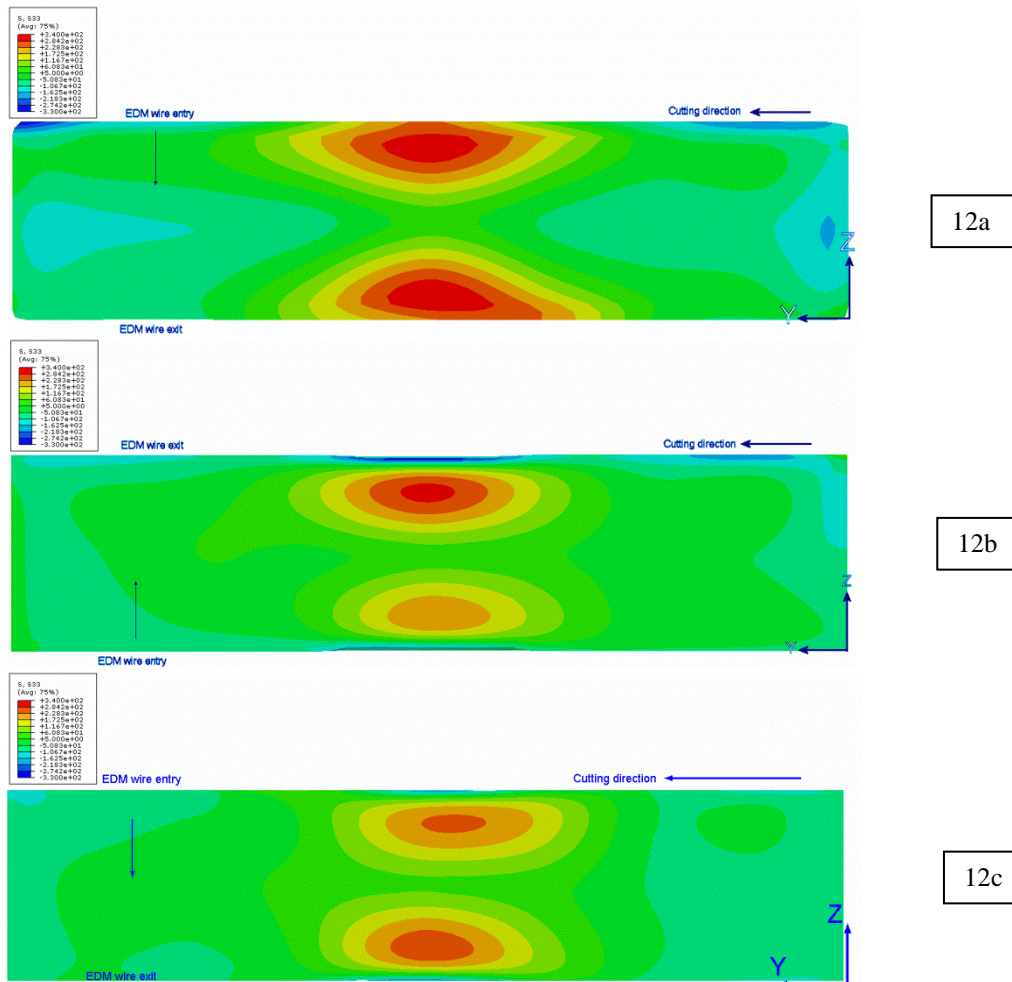 S, S33
(Avg: 75%)
+3.400e+02
+2.842e+02
+2.283e+02
+1.725e+02
+1.167e+02
+6.083e+01
+5.000e+00
-5.083e+01
-1.067e+02
-1.625e+02
-2.183e+02
-2.742e+02
-3.300e+02
EDM wire entry
Cutting direction
12a
Z
Y
EDM wire exit
S, S33
(Avg: 75%)
+3.400e+02
+2.842e+02
+2.283e+02
+1.725e+02
+1.167e+02
+6.083e+01
+5.000e+00
-5.083e+01
-1.067e+02
-1.625e+02
-2.183e+02
-2.742e+02
-3.300e+02
EDM wire exit
Cutting direction
12b
Z
Y
EDM wire entry
S, S33
(Avg: 75%)
+3.400e+02
+2.842e+02
+2.283e+02
+1.725e+02
+1.167e+02
+6.083e+01
+5.000e+00
-5.083e+01
-1.067e+02
-1.625e+02
-2.183e+02
-2.742e+02
-3.300e+02
EDM wire entry
Cutting direction
12c
Z
Y
EDM wire exit